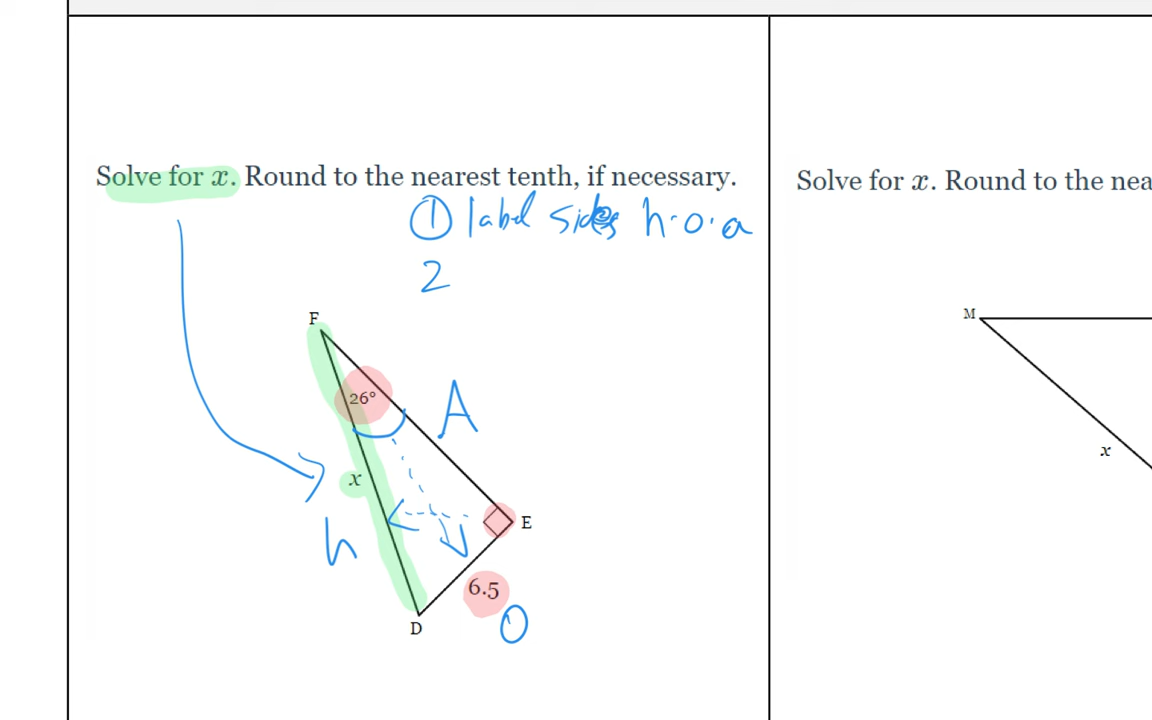 Solve for x. Round to the nearest tenth, if necessary.
① label sides h·o·a
2
F
26°
A
x
h
E
6.5
O
D
Solve for x. Round to the nea
M
x